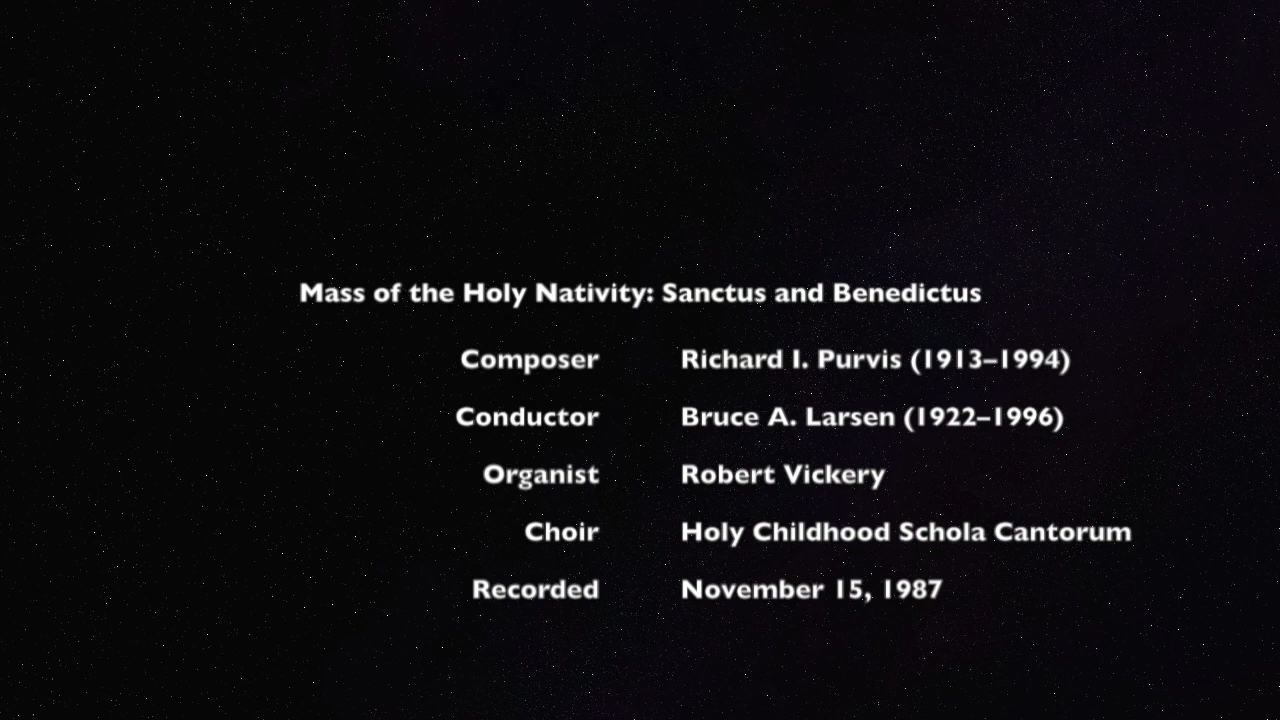 Mass of the Holy Nativity: Sanctus and Benedictus
Composer Richard I. Purvis (1913–1994)
Conductor Bruce A. Larsen (1922–1996)
Organist Robert Vickery
Choir Holy Childhood Schola Cantorum
Recorded November 15, 1987